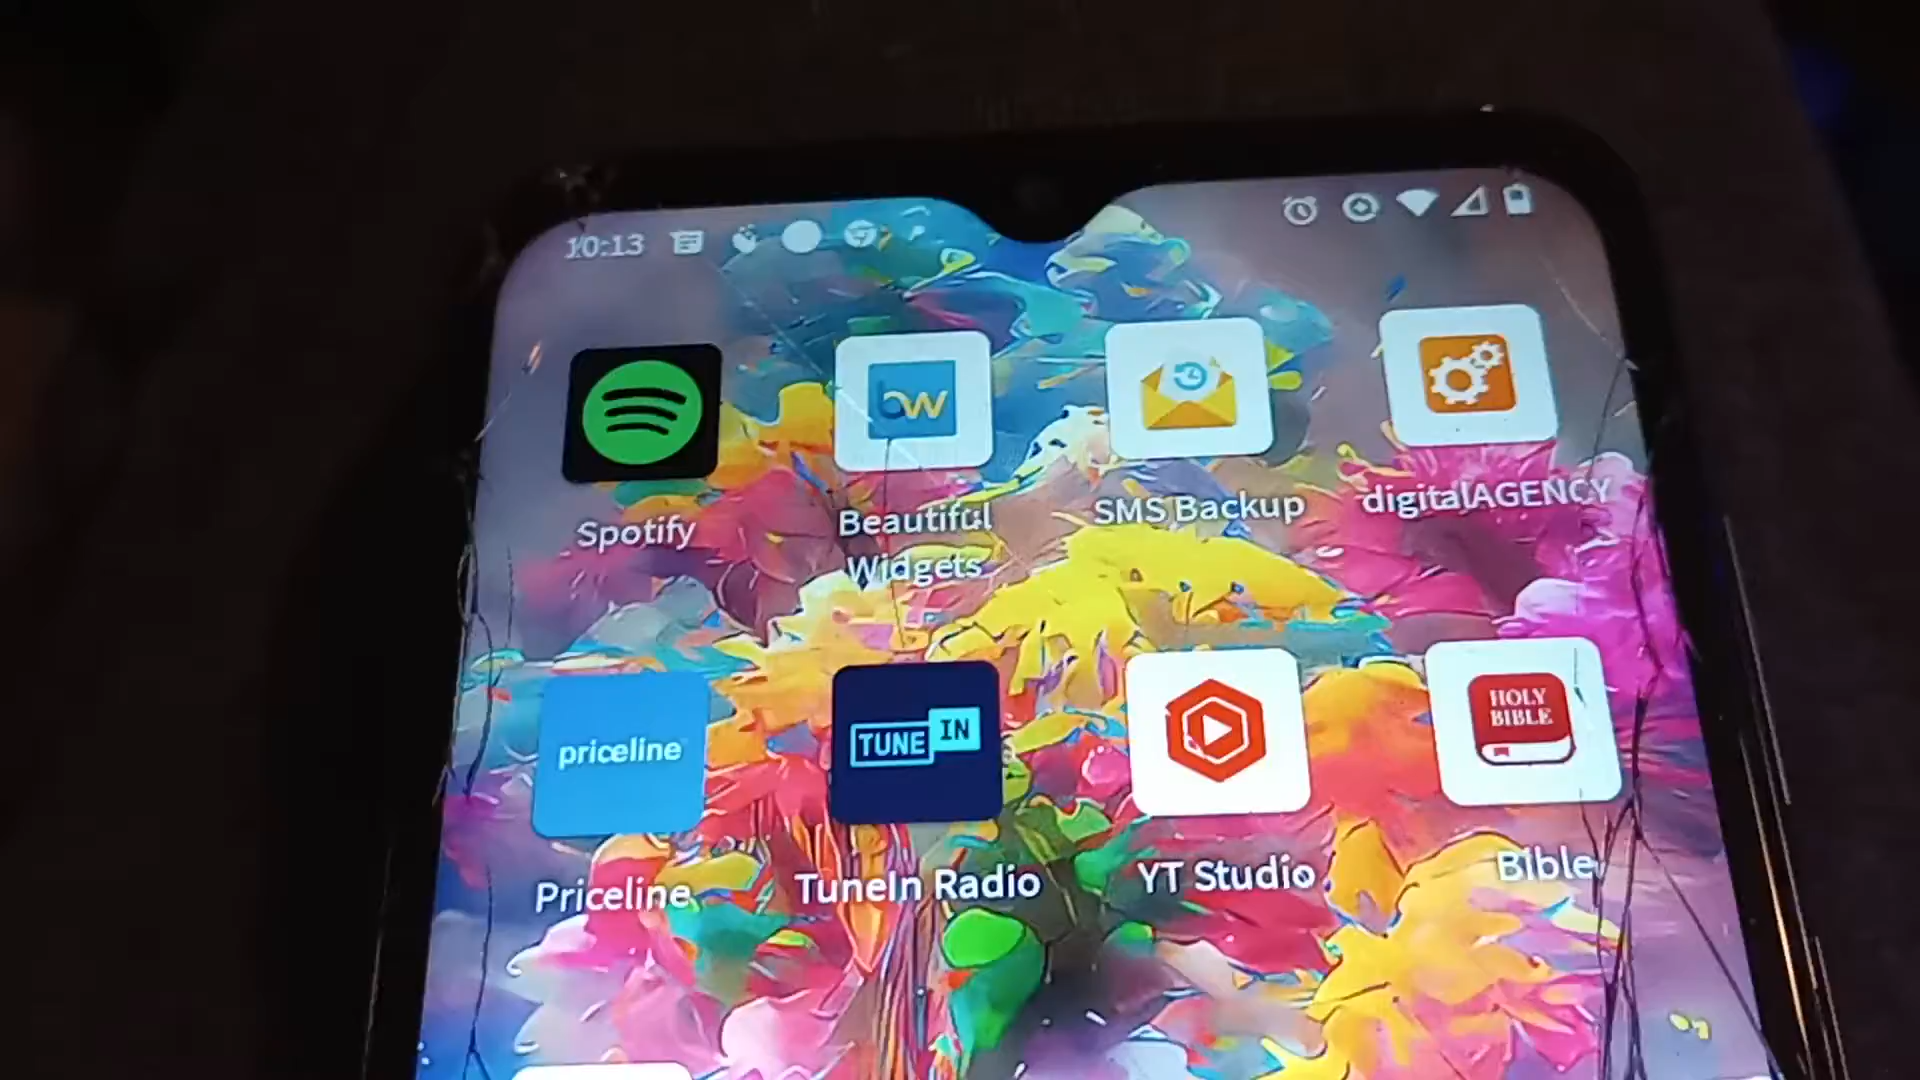 10:13
bw
Spotify
Beautiful
Widgets
SMS Backup
digitalAGENCY
priceline
TUNE IN
HOLY
BIBLE
Priceline
TuneIn Radio
YT Studio
Bible